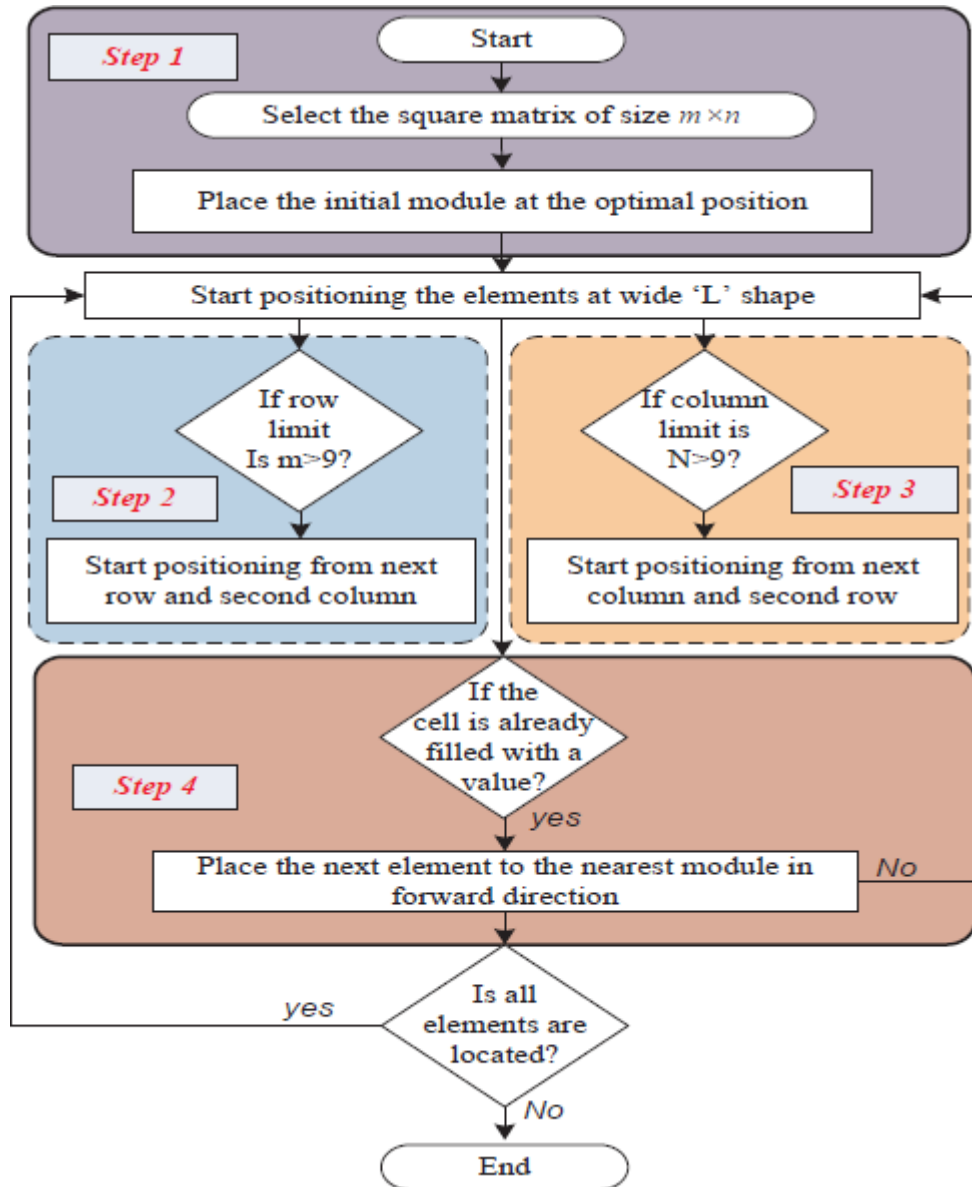 Start
Step 1
Select the square matrix of size m×n
Place the initial module at the optimal position
Start positioning the elements at wide ‘L’ shape
If row
limit
Is m>9?
Step 2
Start positioning from next
row and second column
If column
limit is
N>9?
Step 3
Start positioning from next
column and second row
If the
cell is already
filled with a
value?
Step 4
yes
Place the next element to the nearest module in
forward direction
No
Is all
elements are
located?
yes
No
End